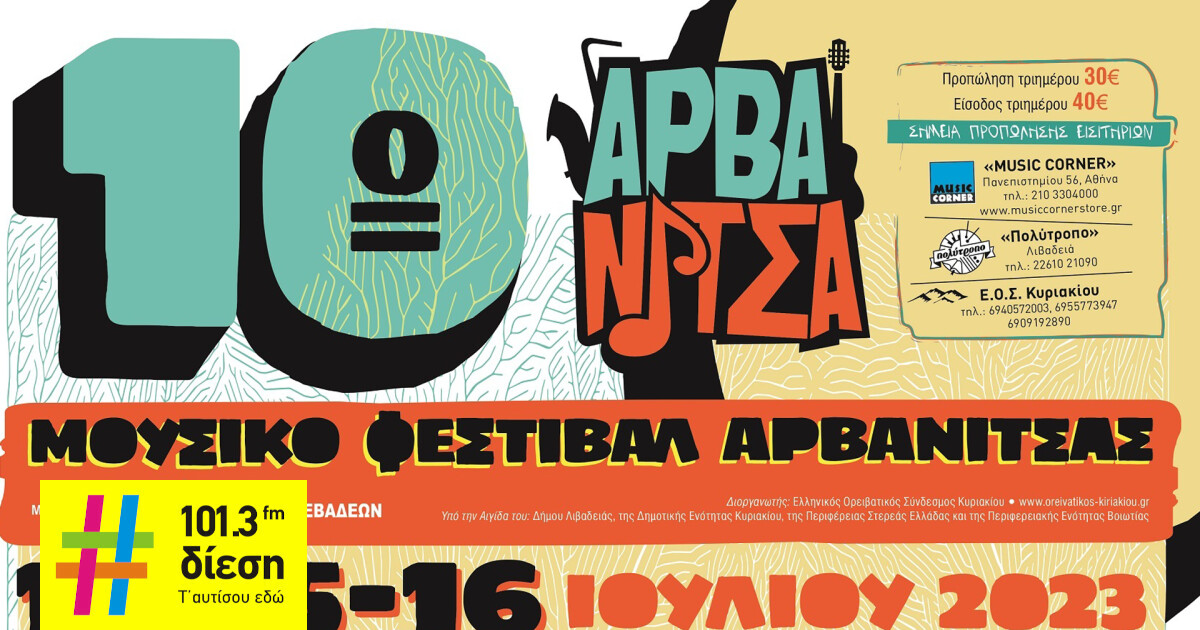 10º
ΑΡΒΑ
ΝΙΤΣΑ
Προπώληση τριημέρου 30€
Είσοδος τριημέρου 40€
ΣΗΜΕΙΑ ΠΡΟΠΩΛΗΣΗΣ ΕΙΣΙΤΗΡΙΩΝ
MUSIC
CORNER
«MUSIC CORNER»
Πανεπιστημίου 56, Αθήνα
τηλ.: 210 3304000
www.musiccornerstore.gr
πολύτροπο
«Πολύτροπο»
Λιβαδειά
τηλ.: 22610 21090
Ε.Ο.Σ. Κυριακίου
τηλ.: 6940572003, 6955773947
6909192890
ΜΟΥΣΙΚΟ ΦΕΣΤΙΒΑΛ ΑΡΒΑΝΙΤΣΑΣ
ΕΒΑΔΕΩΝ
Διοργανωτής: Ελληνικός Ορειβατικός Σύνδεσμος Κυριακίου • www.oreivatikos-kiriakiou.gr
Υπό την Αιγίδα του: Δήμου Λιβαδειάς, της Δημοτικής Ενότητας Κυριακίου, της Περιφέρειας Στερεάς Ελλάδας και της Περιφερειακής Ενότητας Βοιωτίας
101.3 fm
δίεση
Τ'αυτίσου εδώ
5-16 ΙΟΥΛΙΟΥ 2023